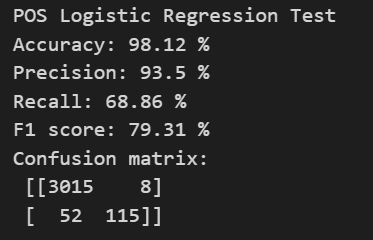 POS Logistic Regression Test
Accuracy: 98.12 %
Precision: 93.5 %
Recall: 68.86 %
F1 score: 79.31 %
Confusion matrix:
[[3015    8]
[  52  115]]